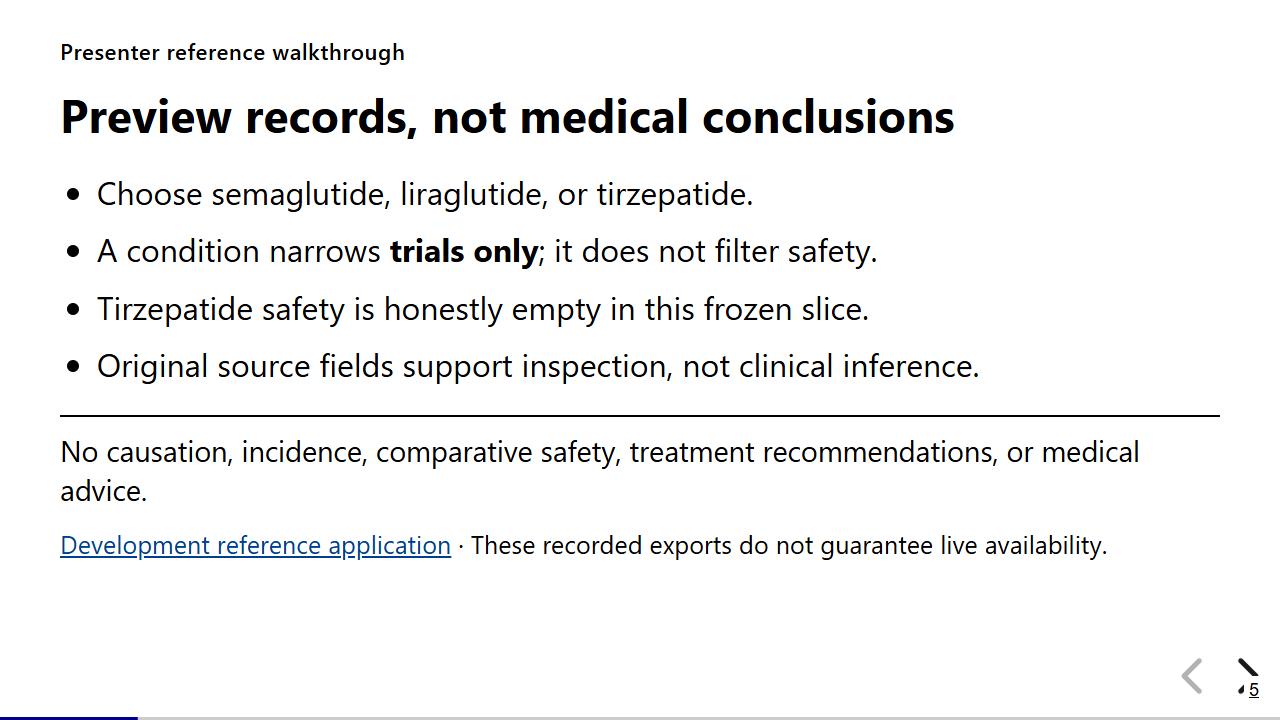 Presenter reference walkthrough
Preview records, not medical conclusions
• Choose semaglutide, liraglutide, or tirzepatide.
• A condition narrows trials only; it does not filter safety.
• Tirzepatide safety is honestly empty in this frozen slice.
• Original source fields support inspection, not clinical inference.
No causation, incidence, comparative safety, treatment recommendations, or medical
advice.
Development reference application · These recorded exports do not guarantee live availability.
5